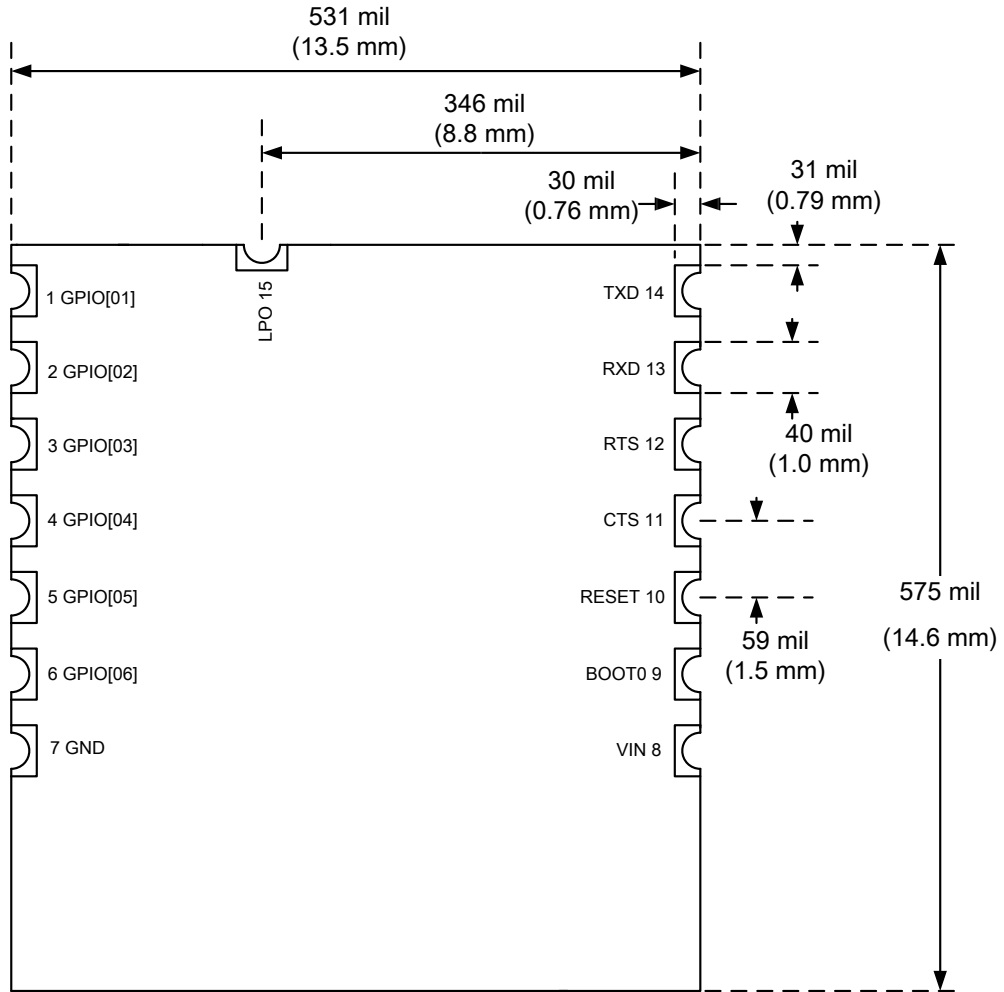 531 mil
(13.5 mm)
346 mil
(8.8 mm)
30 mil
(0.76 mm)
31 mil
(0.79 mm)
LPO 15
1 GPIO[01]
TXD 14
2 GPIO[02]
RXD 13
3 GPIO[03]
RTS 12
40 mil
(1.0 mm)
4 GPIO[04]
CTS 11
5 GPIO[05]
RESET 10
575 mil
(14.6 mm)
59 mil
(1.5 mm)
6 GPIO[06]
BOOT0 9
7 GND
VIN 8